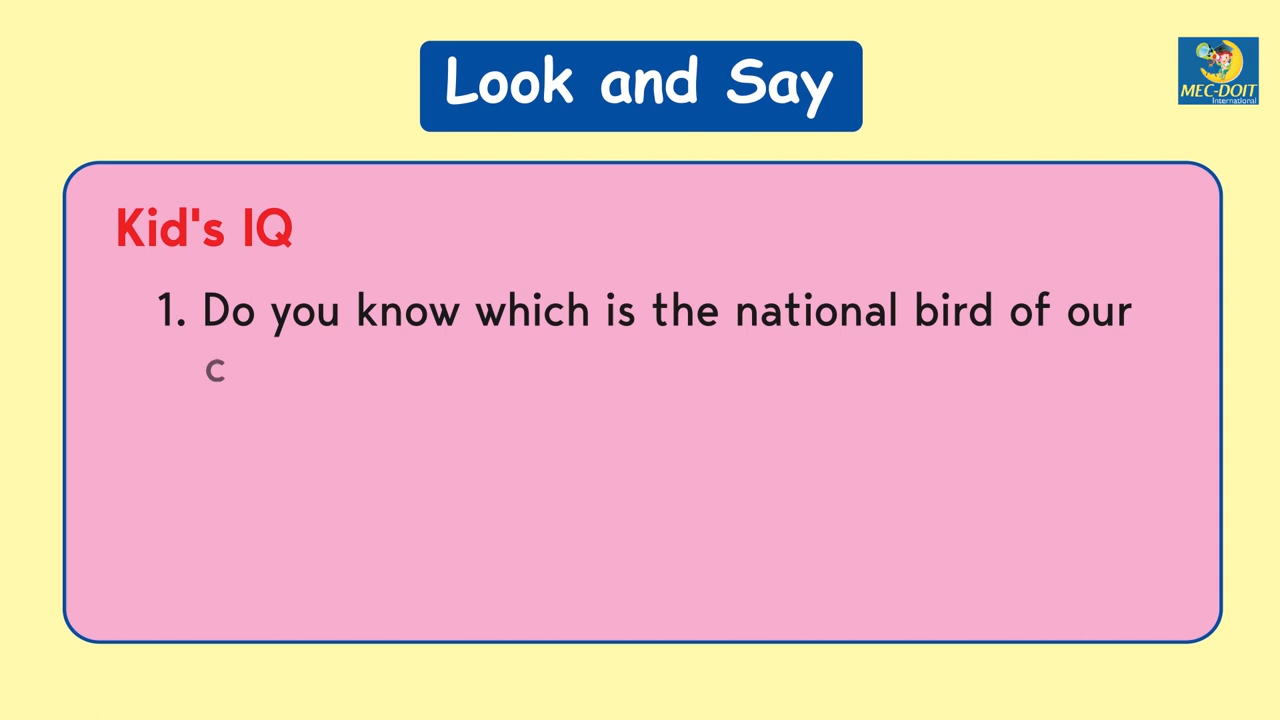 Look and Say
MEC-DOIT
International
Kid's IQ
1. Do you know which is the national bird of our
c